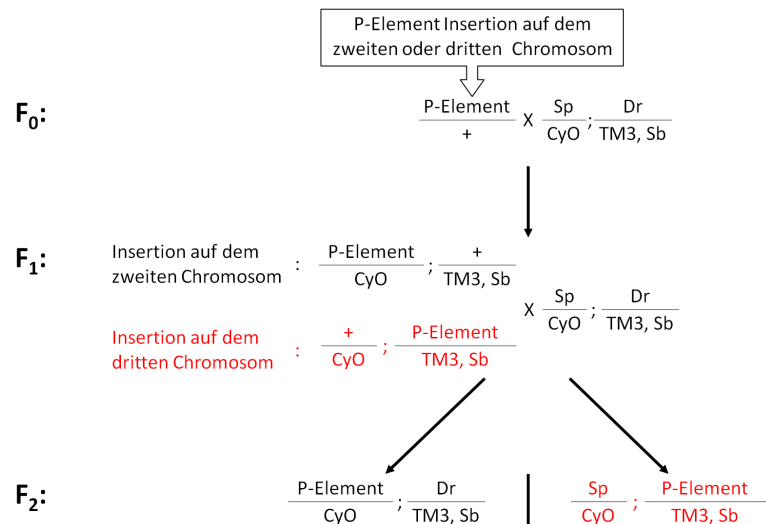 P-Element Insertion auf dem
zweiten oder dritten Chromosom
F0:
P-Element Sp Dr
X ;
+ CyO TM3, Sb
F1:
Insertion auf dem
zweiten Chromosom :
P-Element +
;
CyO TM3, Sb
X Sp ; Dr
CyO TM3, Sb
Insertion auf dem
dritten Chromosom :
+ P-Element
;
CyO TM3, Sb
F2:
P-Element Dr
;
CyO TM3, Sb
Sp P-Element
;
CyO TM3, Sb